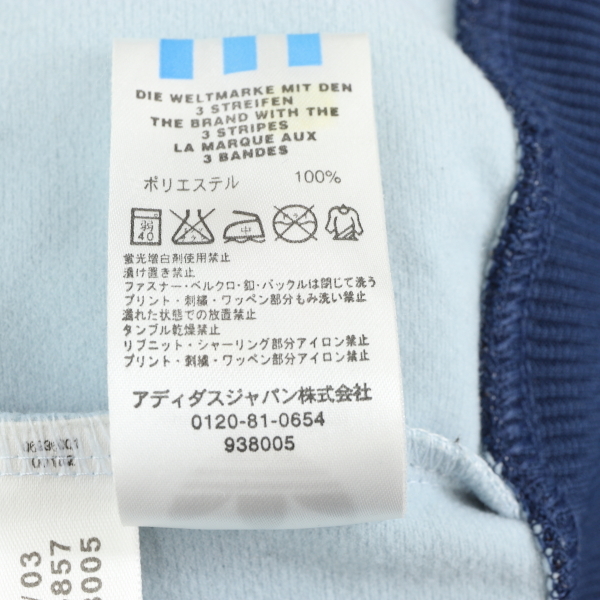 DIE WELTMARKE MIT DEN
3 STREIFEN
THE BRAND WITH THE
3 STRIPES
LA MARQUE AUX
3 BANDES
ポリエステル 100%
弱
40
蛍光増白剤使用禁止
漬け置き禁止
ファスナー・ベルクロ・釦・バックルは閉じて洗う
プリント・刺繍・ワッペン部分もみ洗い禁止
濡れた状態での放置禁止
タンブル乾燥禁止
リブニット・シャーリング部分アイロン禁止
プリント・刺繍・ワッペン部分アイロン禁止
アディダスジャパン株式会社
0120-81-0654
938005
/03
857
8005